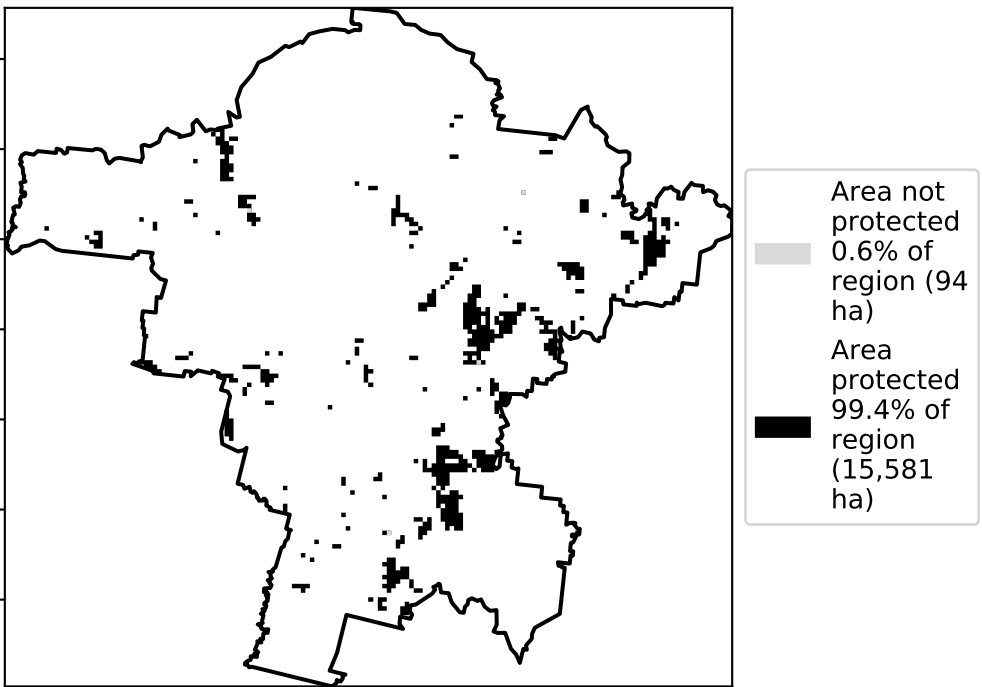 Area not
protected
0.6% of
region (94
ha)
Area
protected
99.4% of
region
(15,581
ha)